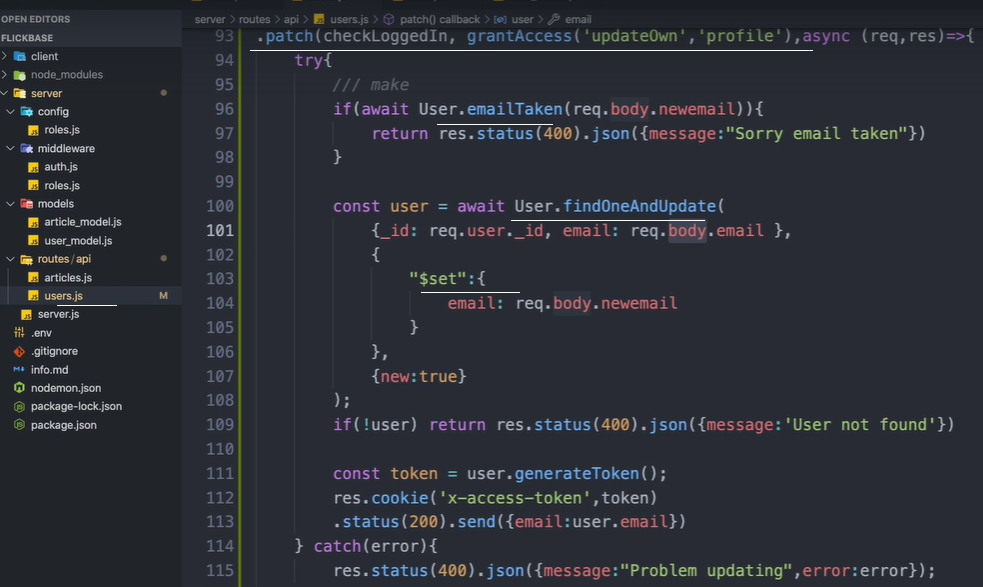 OPEN EDITORS
FLICKBASE
client
node_modules
server
config
roles.js
middleware
auth.js
roles.js
models
article_model.js
user_model.js
routes/api
articles.js
users.js M
server.js
.env
.gitignore
info.md
nodemon.json
package-lock.json
package.json
server > routes > api > users.js > patch() callback > user > email
93 .patch(checkLoggedIn, grantAccess('updateOwn','profile'),async (req,res)=>{
94 try{
95 /// make
96 if(await User.emailTaken(req.body.newemail)){
97 return res.status(400).json({message:"Sorry email taken"})
98 }
99
100 const user = await User.findOneAndUpdate(
101 {_id: req.user._id, email: req.body.email },
102 {
103 "$set":{
104 email: req.body.newemail
105 }
106 },
107 {new:true}
108 );
109 if(!user) return res.status(400).json({message:'User not found'})
110
111 const token = user.generateToken();
112 res.cookie('x-access-token',token)
113 .status(200).send({email:user.email})
114 } catch(error){
115 res.status(400).json({message:"Problem updating",error:error});